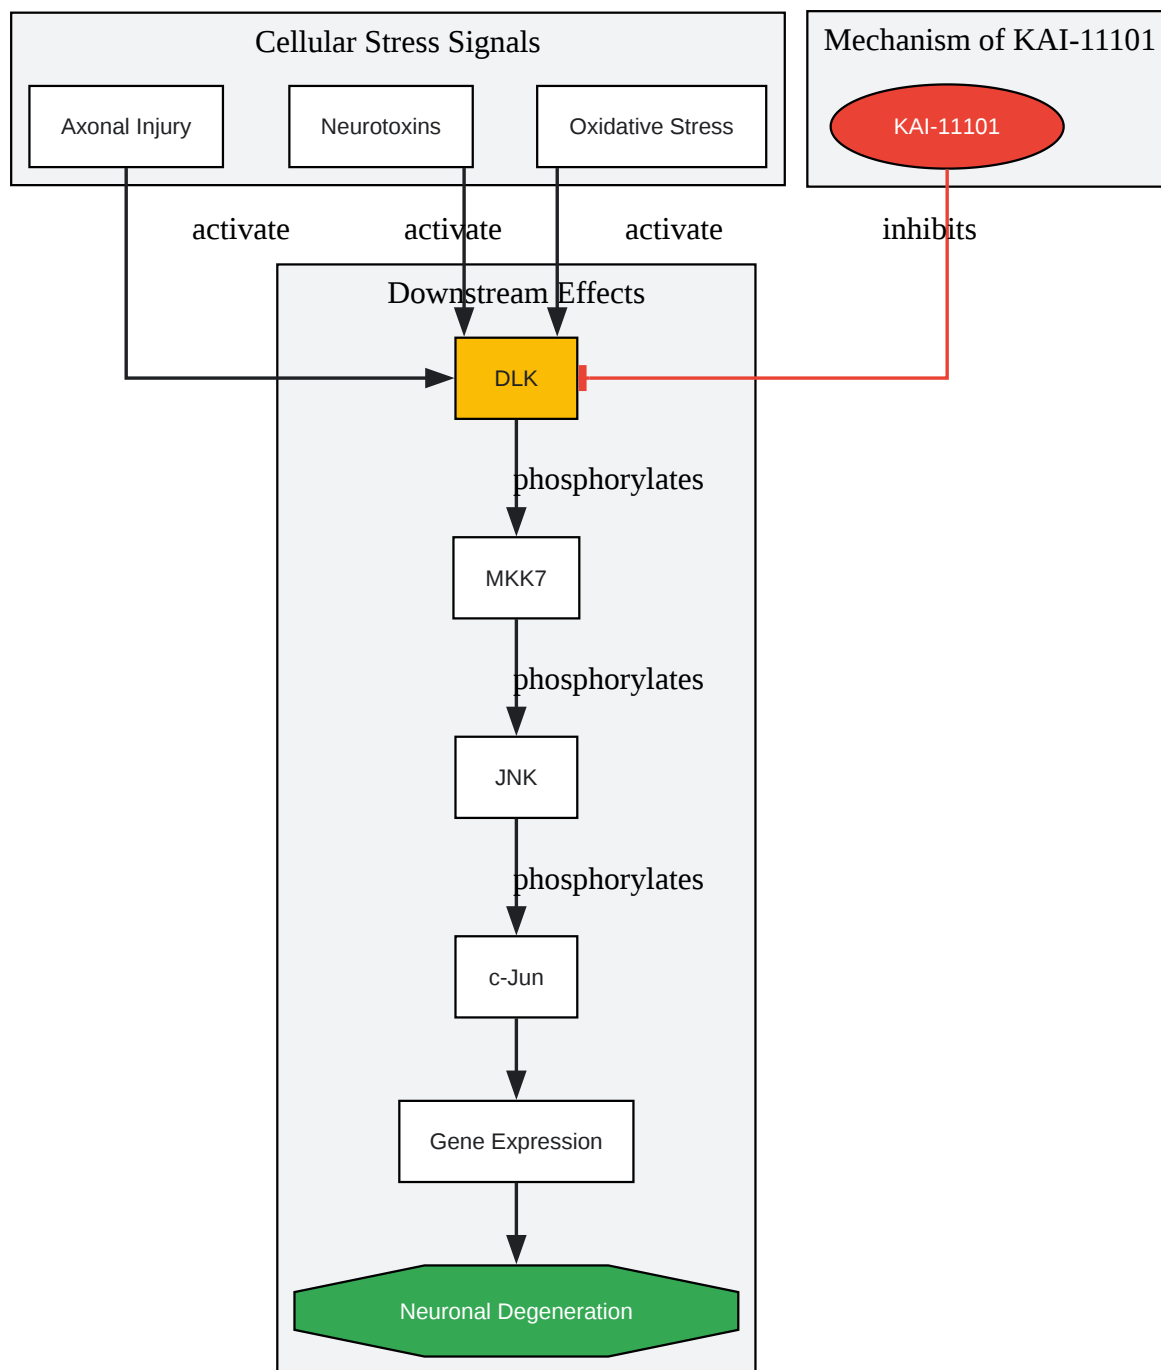 Cellular Stress Signals
Mechanism of KAI-11101
Axonal Injury
Neurotoxins
Oxidative Stress
KAI-11101
activate
activate
activate
inhibits
Downstream Effects
DLK
phosphorylates
MKK7
phosphorylates
JNK
phosphorylates
c-Jun
Gene Expression
Neuronal Degeneration